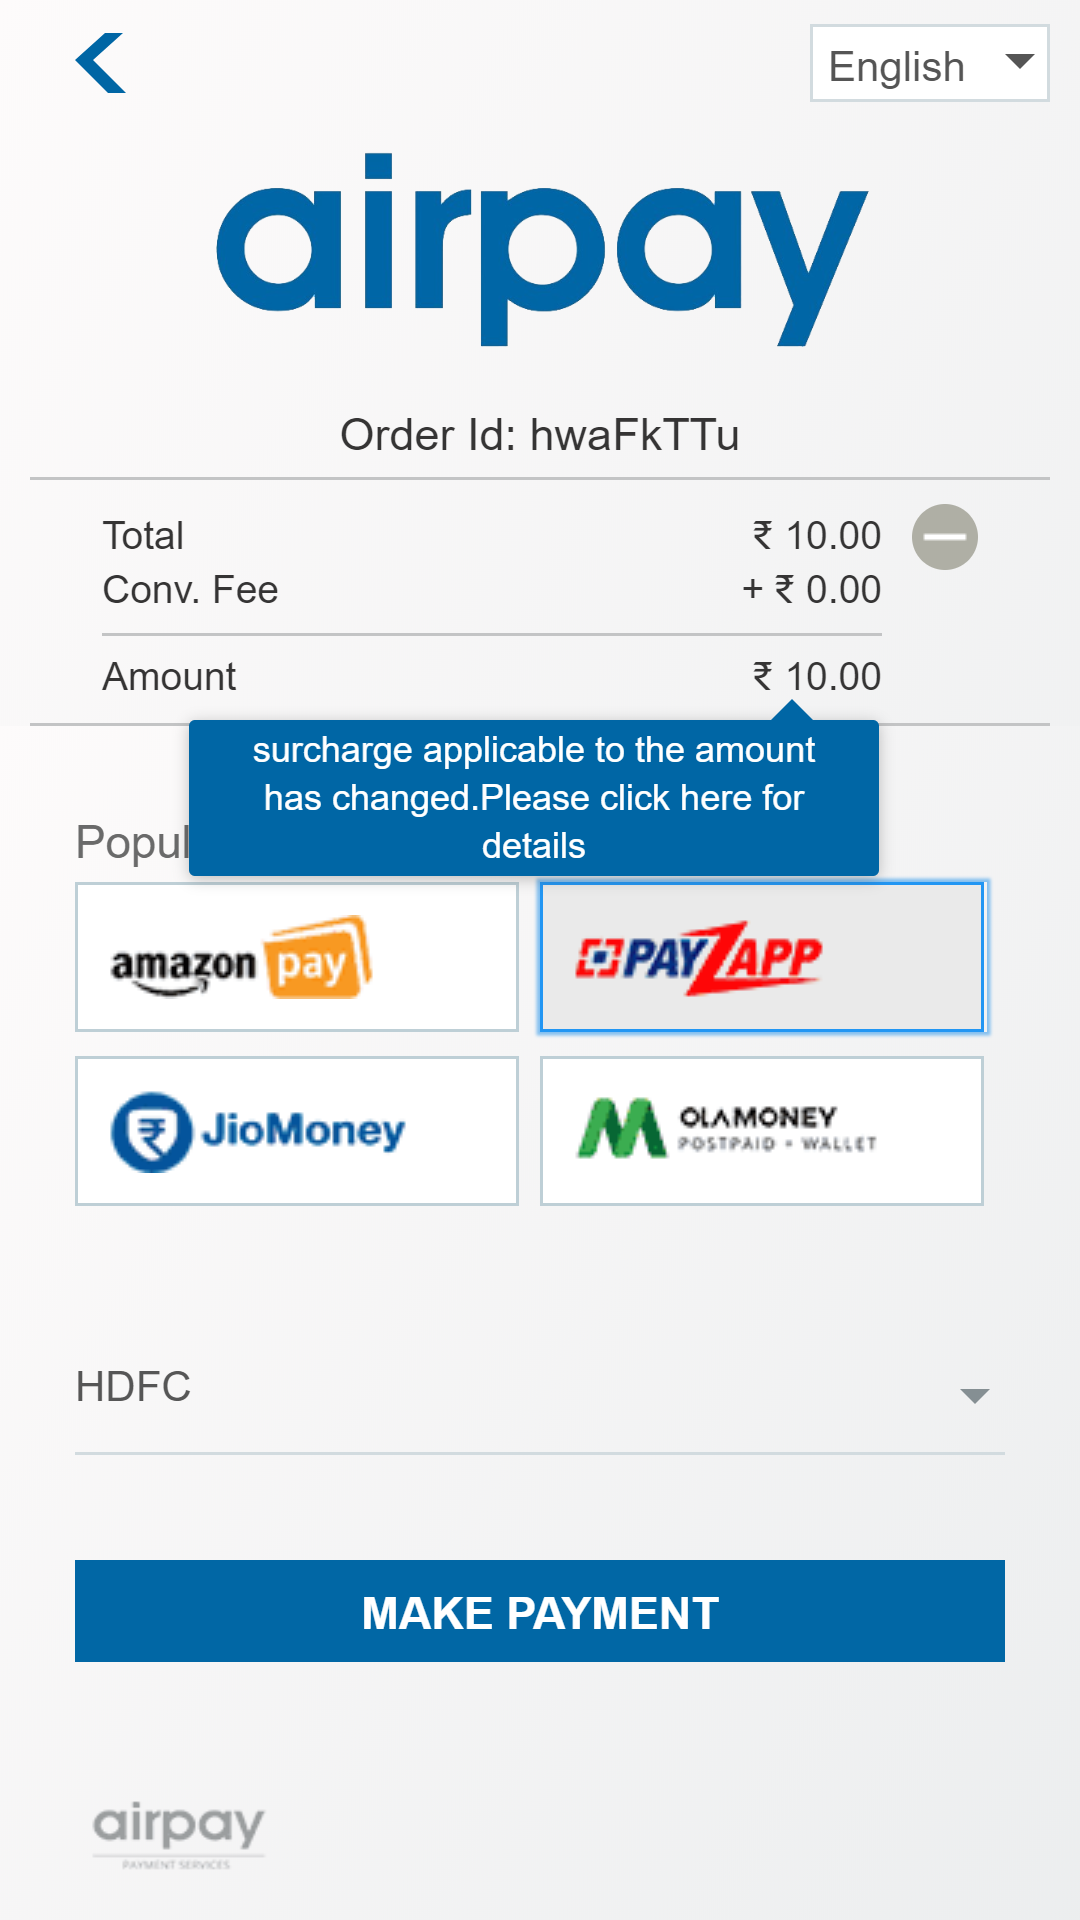 English
airpay
Order Id: hwaFkTTu
Total ₹ 10.00
Conv. Fee + ₹ 0.00
Amount ₹ 10.00
surcharge applicable to the amount
has changed.Please click here for
details
Popul
amazon pay
PAYZAPP
JioMoney
OLAMONEY
POSTPAID • WALLET
HDFC
MAKE PAYMENT
airpay
PAYMENT SERVICES